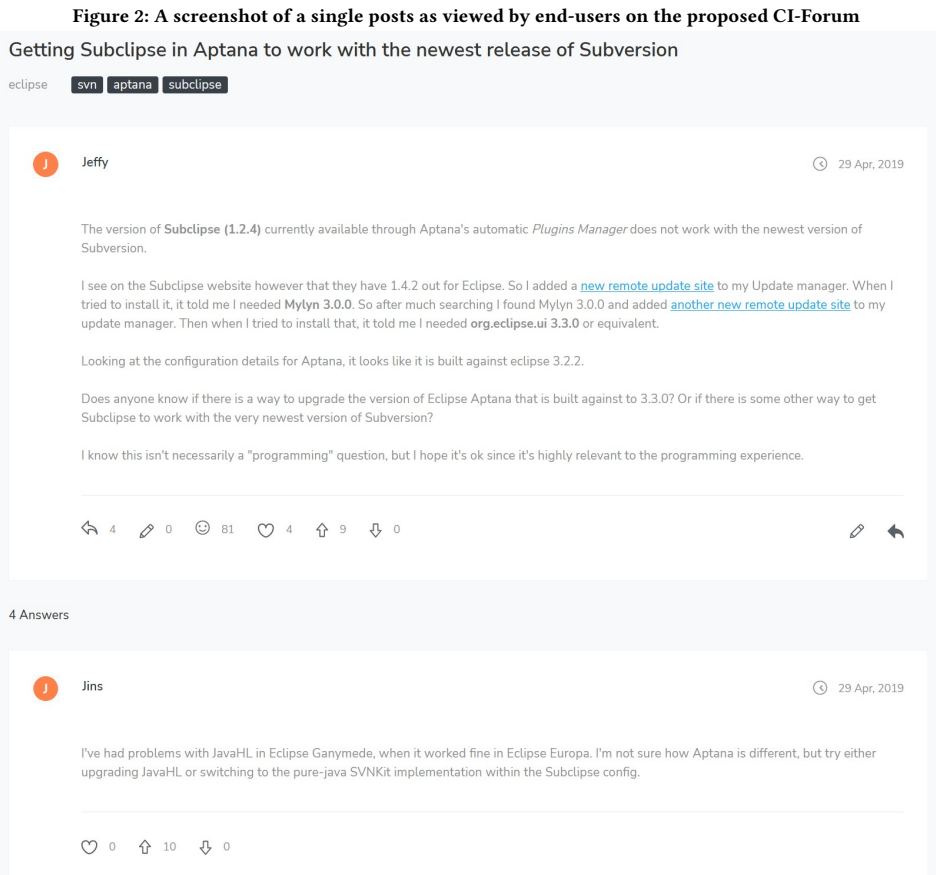 Figure 2: A screenshot of a single posts as viewed by end-users on the proposed CI-Forum
Getting Subclipse in Aptana to work with the newest release of Subversion
eclipse svn aptana subclipse
J Jeffy 29 Apr, 2019
The version of Subclipse (1.2.4) currently available through Aptana's automatic Plugins Manager does not work with the newest version of
Subversion.
I see on the Subclipse website however that they have 1.4.2 out for Eclipse. So I added a new remote update site to my Update manager. When I
tried to install it, it told me I needed Mylyn 3.0.0. So after much searching I found Mylyn 3.0.0 and added another new remote update site to my
update manager. Then when I tried to install that, it told me I needed org.eclipse.ui 3.3.0 or equivalent.
Looking at the configuration details for Aptana, it looks like it is built against eclipse 3.2.2.
Does anyone know if there is a way to upgrade the version of Eclipse Aptana that is built against to 3.3.0? Or if there is some other way to get
Subclipse to work with the very newest version of Subversion?
I know this isn't necessarily a "programming" question, but I hope it's ok since it's highly relevant to the programming experience.
4 0 81 4 9 0
4 Answers
J Jins 29 Apr, 2019
I've had problems with JavaHL in Eclipse Ganymede, when it worked fine in Eclipse Europa. I'm not sure how Aptana is different, but try either
upgrading JavaHL or switching to the pure-java SVNKit implementation within the Subclipse config.
0 10 0